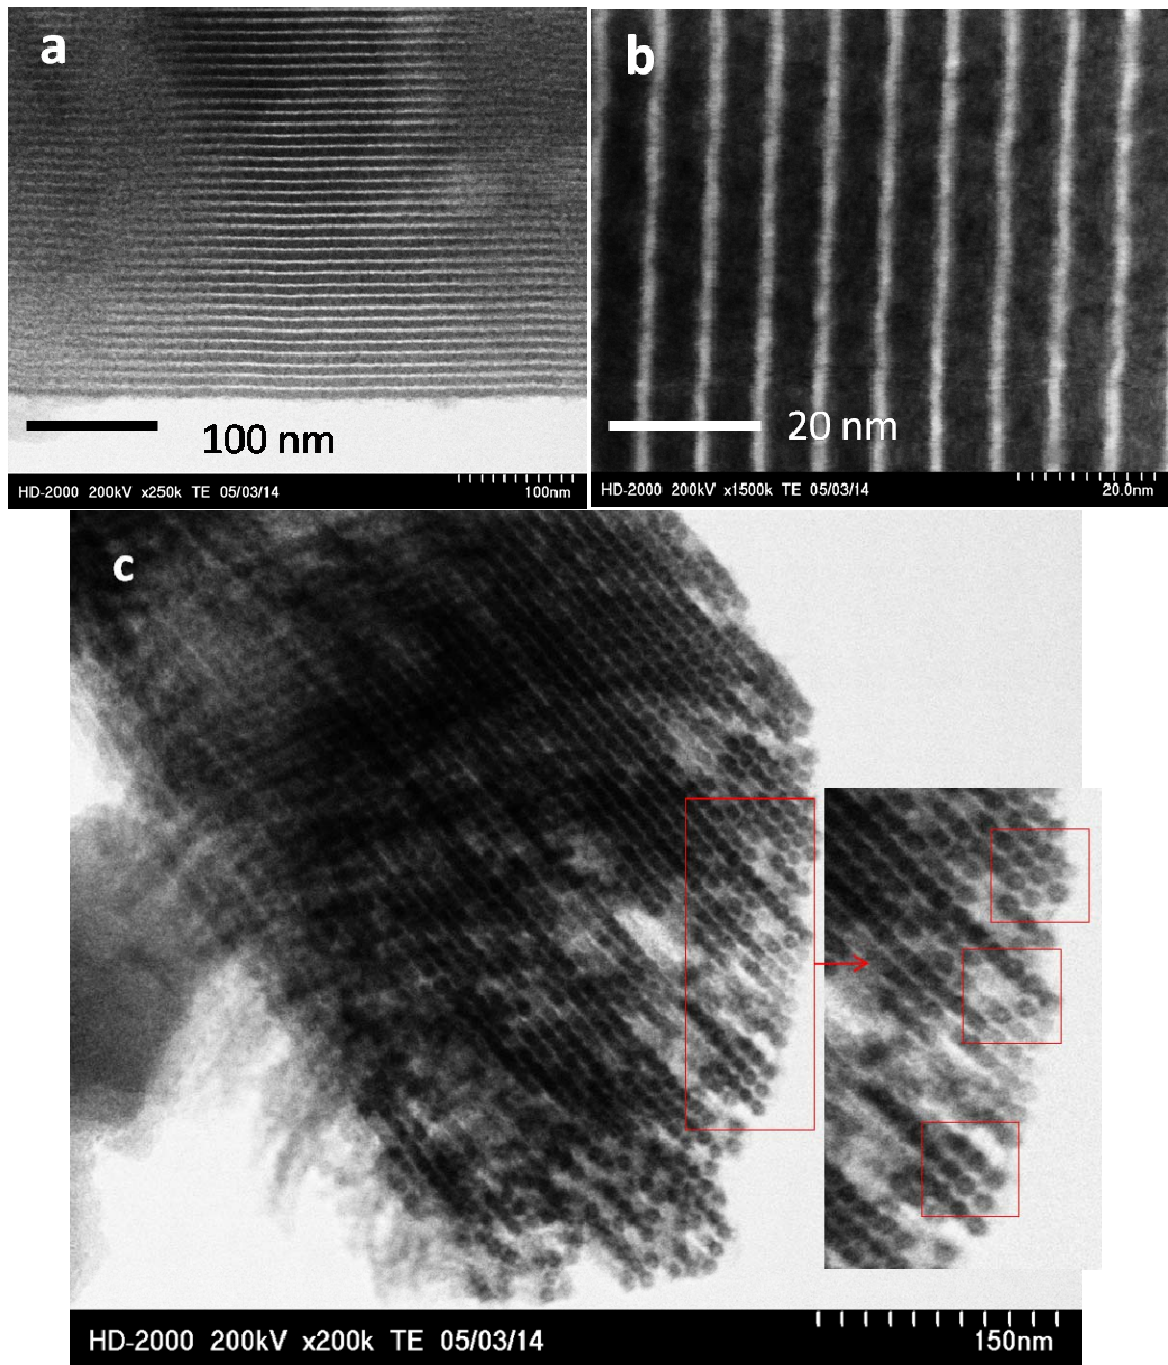 a
100 nm
HD-2000 200kV x250k TE 05/03/14 100nm
b
20 nm
HD-2000 200kV x1500k TE 05/03/14 20.0nm
c
HD-2000 200kV x200k TE 05/03/14 150nm